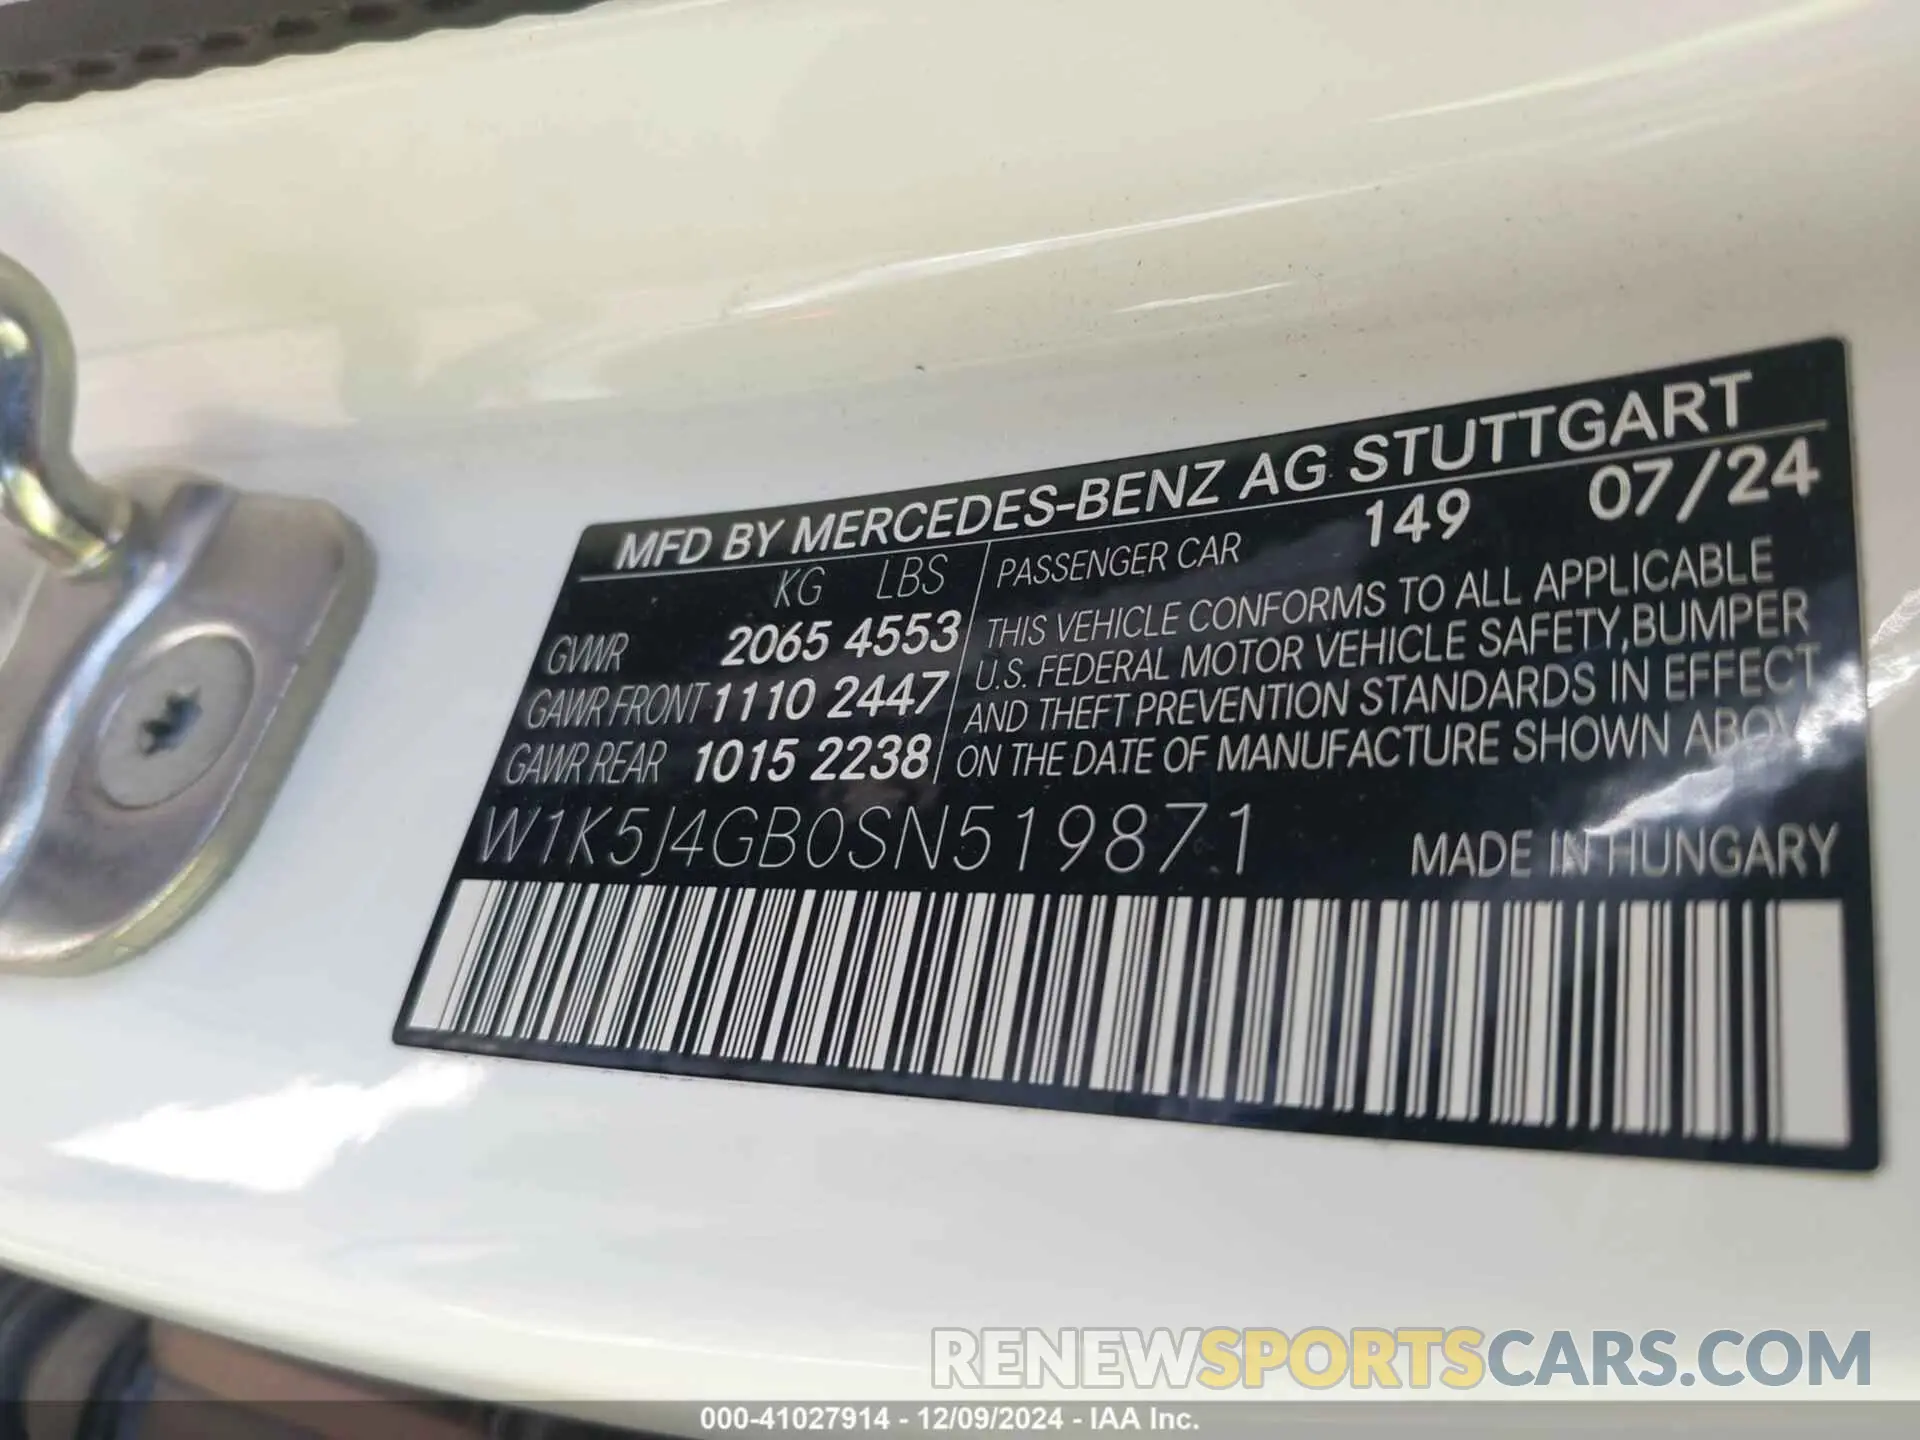 MFD BY MERCEDES-BENZ AG STUTTGART
KG LBS
GVWR 2065 4553
GAWR FRONT 1110 2447
GAWR REAR 1015 2238
PASSENGER CAR 149 07/24
THIS VEHICLE CONFORMS TO ALL APPLICABLE
U.S. FEDERAL MOTOR VEHICLE SAFETY, BUMPER
AND THEFT PREVENTION STANDARDS IN EFFECT
ON THE DATE OF MANUFACTURE SHOWN ABOVE
W1K5J4GB0SN519871
MADE IN HUNGARY
RENEWSPORTSCARS.COM
000-41027914 - 12/09/2024 - IAA Inc.